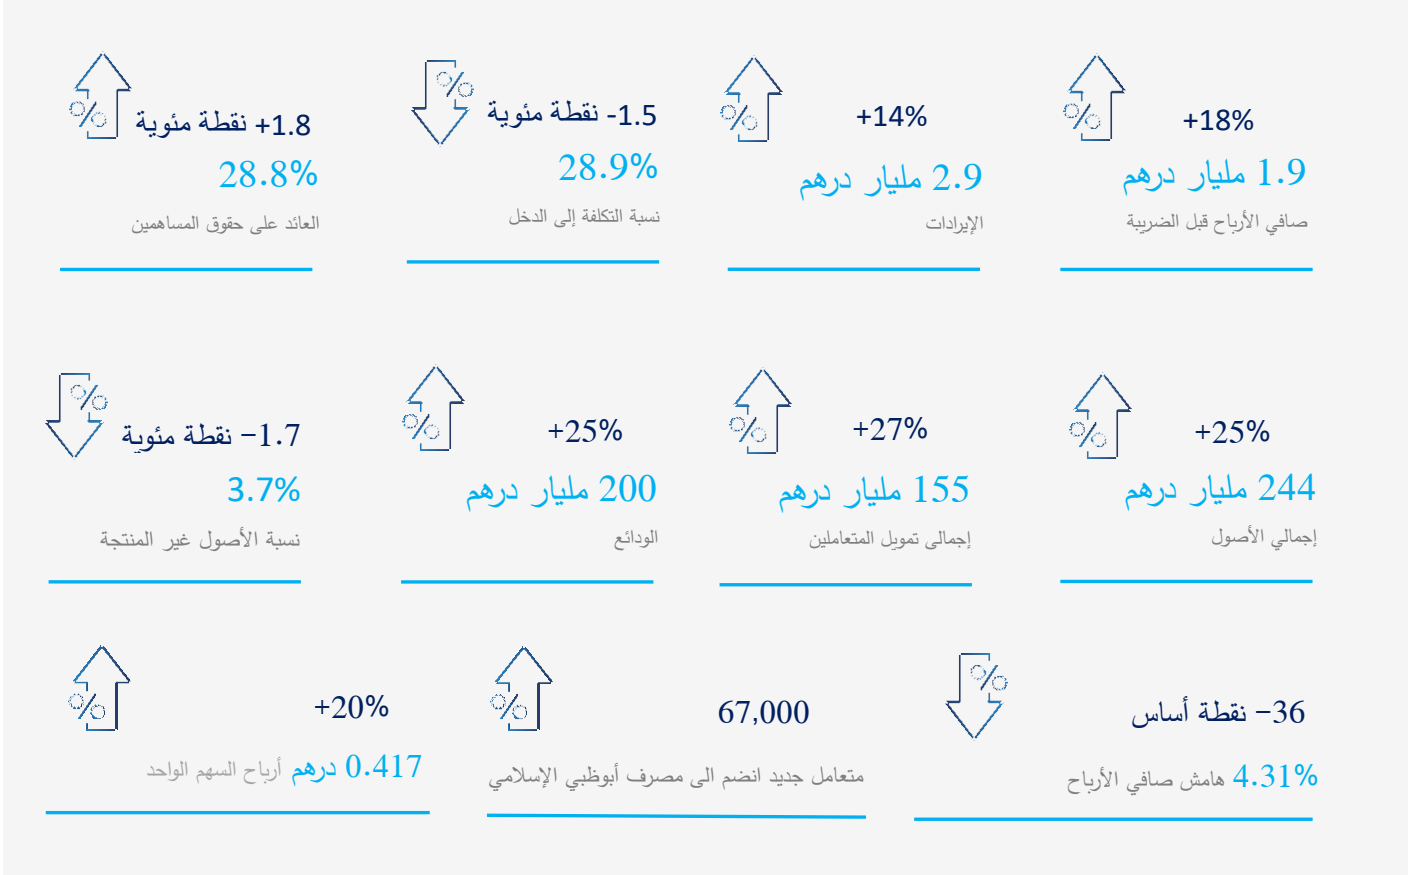 +18%
1.9 مليار درهم
صافي الأرباح قبل الضريبة
+14%
2.9 مليار درهم
الإيرادات
-1.5 نقطة مئوية
28.9%
نسبة التكلفة إلى الدخل
+1.8 نقطة مئوية
28.8%
العائد على حقوق المساهمين
+25%
244 مليار درهم
إجمالي الأصول
+27%
155 مليار درهم
إجمالى تمويل المتعاملين
+25%
200 مليار درهم
الودائع
-1.7 نقطة مئوية
3.7%
نسبة الأصول غير المنتجة
-36 نقطة أساس
4.31% هامش صافي الأرباح
67,000
متعامل جديد انضم الى مصرف أبوظبي الإسلامي
+20%
0.417 درهم أرباح السهم الواحد